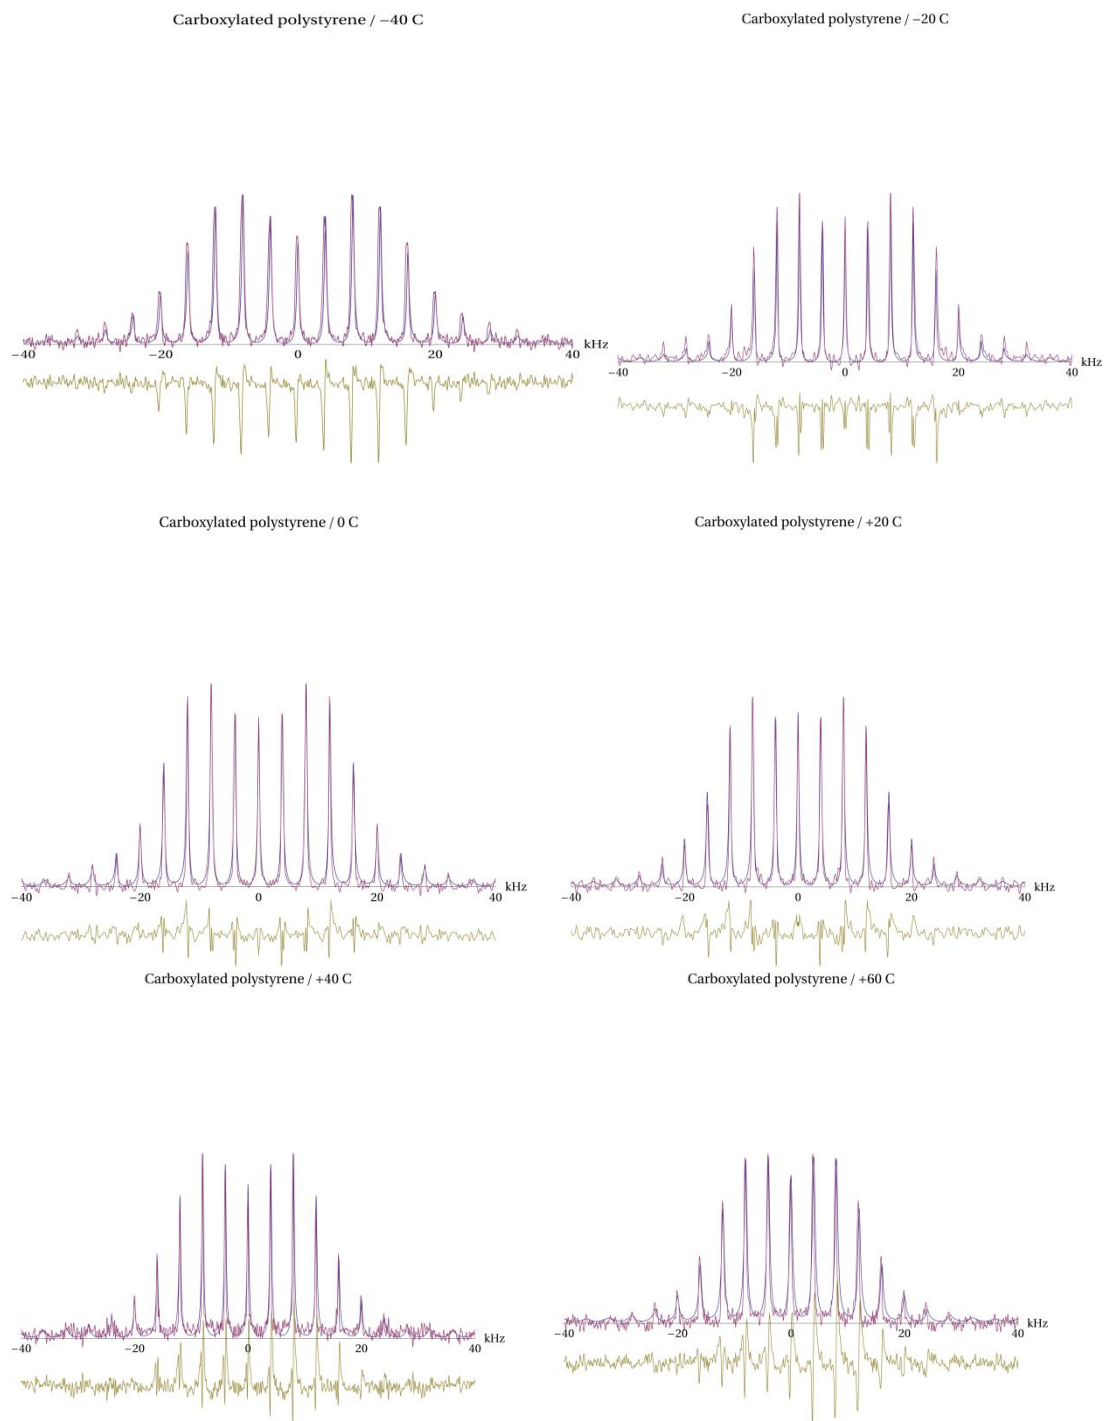 Carboxylated polystyrene / −40 C
Carboxylated polystyrene / −20 C
kHz
−40 −20 0 20 40
kHz
−40 −20 0 20 40
Carboxylated polystyrene / 0 C
Carboxylated polystyrene / +20 C
kHz
−40 −20 0 20 40
kHz
−40 −20 0 20 40
Carboxylated polystyrene / +40 C
Carboxylated polystyrene / +60 C
kHz
−40 −20 0 20 40
kHz
−40 −20 0 20 40